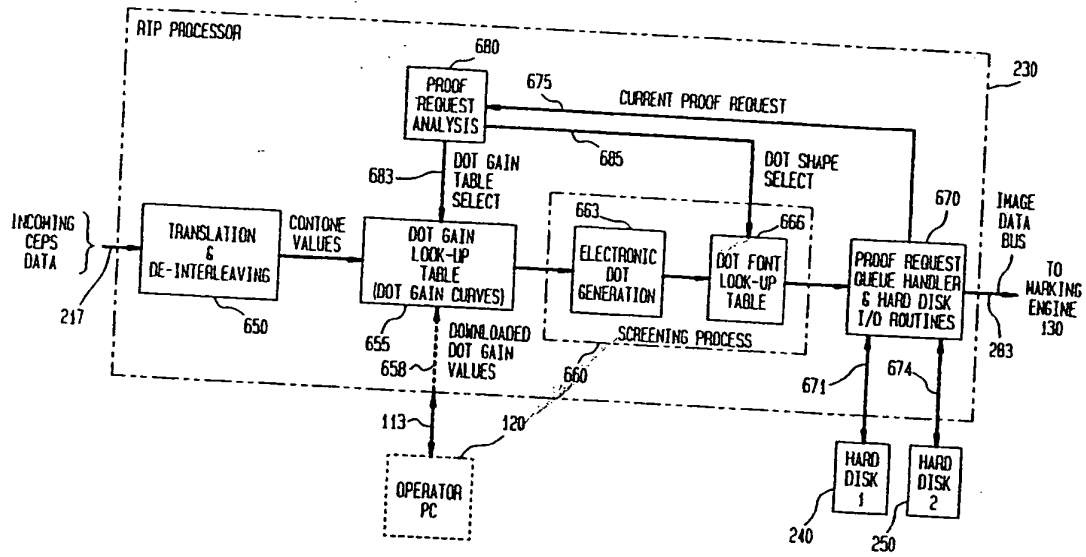 RIP PROCESSOR
680
PROOF
REQUEST
ANALYSIS
675
CURRENT PROOF REQUEST
230
685
683
DOT GAIN
TABLE
SELECT
DOT SHAPE
SELECT
INCOMING
CEPS
DATA
217
TRANSLATION
&
DE-INTERLEAVING
650
CONTONE
VALUES
DOT GAIN
LOOK-UP
TABLE
(DOT GAIN CURVES)
655
663
ELECTRONIC
DOT
GENERATION
666
DOT FONT
LOOK-UP
TABLE
SCREENING PROCESS
660
670
PROOF REQUEST
QUEUE HANDLER
& HARD DISK
I/O ROUTINES
IMAGE
DATA
BUS
TO
MARKING
ENGINE
130
283
658
DOWNLOADED
DOT GAIN
VALUES
671
674
113
120
OPERATOR
PC
HARD
DISK
1
240
HARD
DISK
2
250